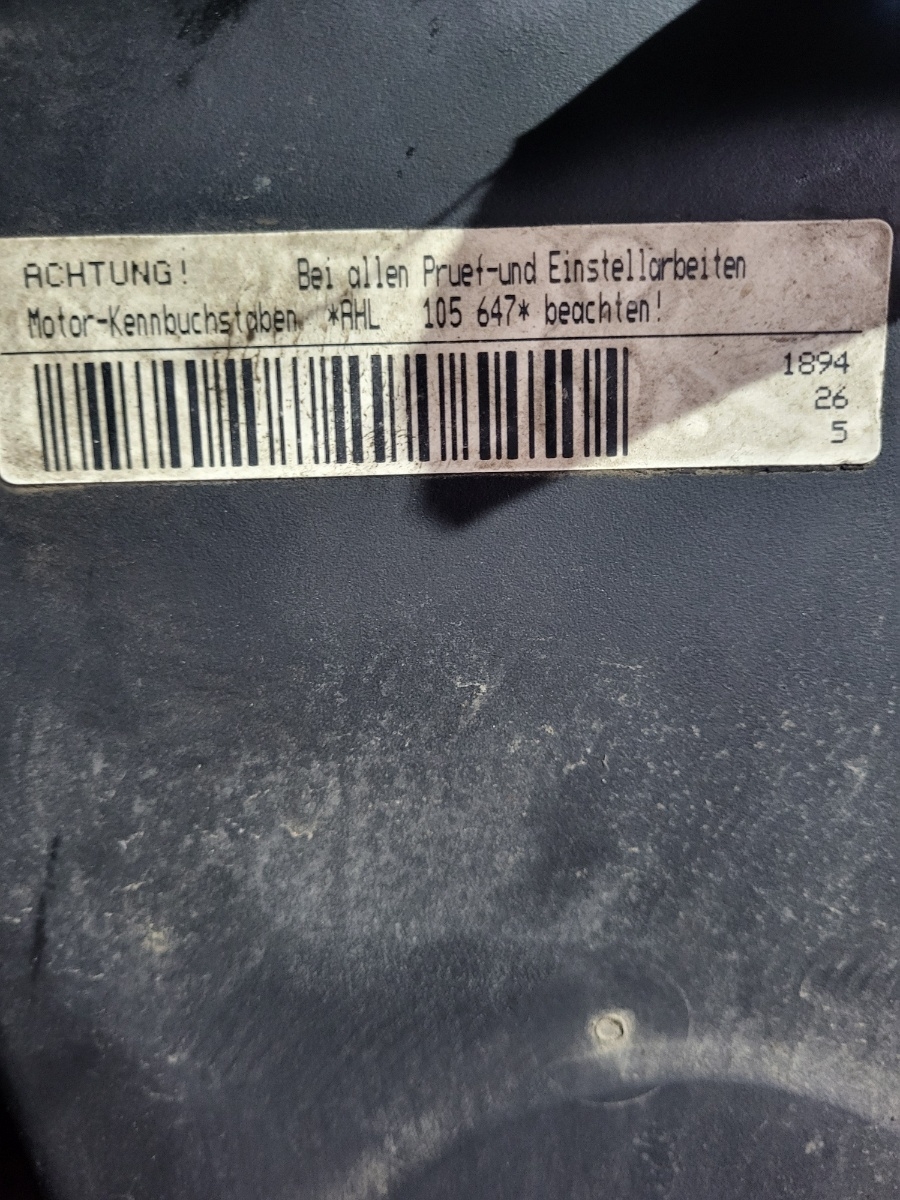 ACHTUNG! Bei allen Pruef-und Einstellarbeiten
Motor-Kennbuchstaben *AHL 105 647* beachten!
1894
26
5